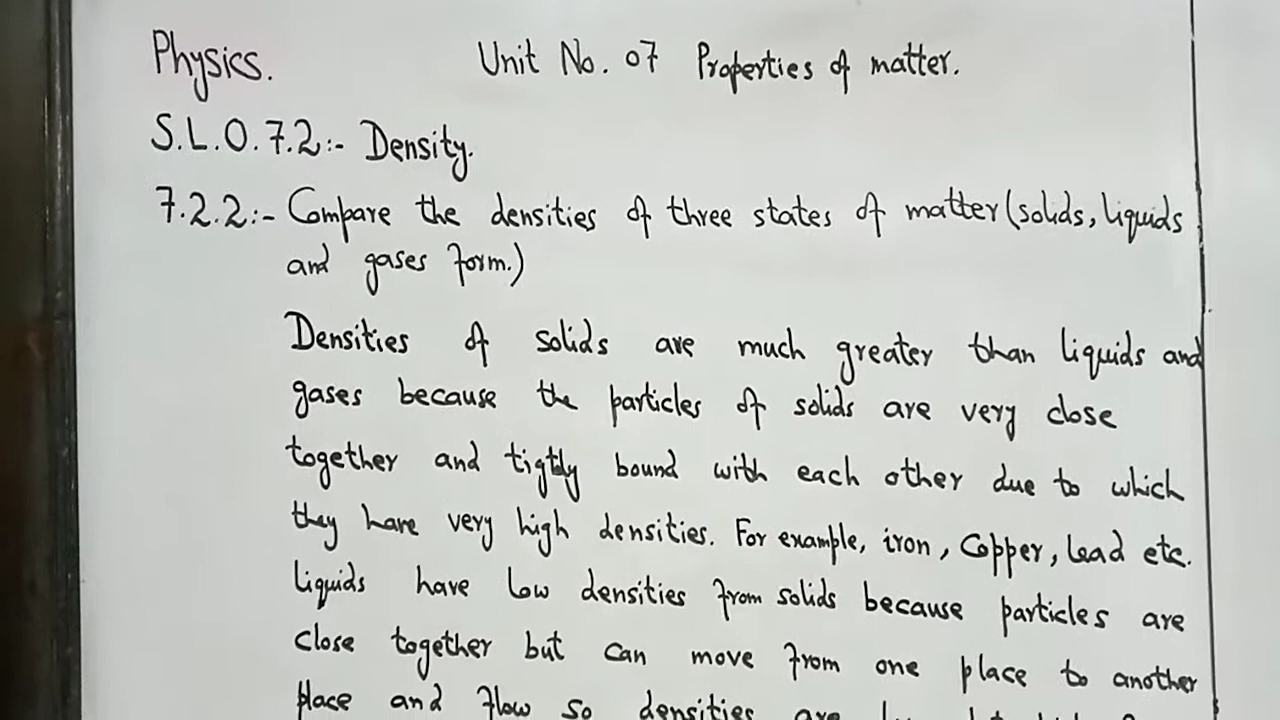 Physics. Unit No. 07 Properties of matter.
S.L.O.7.2:- Density.
7.2.2:- Compare the densities of three states of matter(solids, liquids
and gases form.)
Densities of solids are much greater than liquids and
gases because the particles of solids are very close
together and tigtly bound with each other due to which
they have very high densities. For example, iron, Copper, lead etc.
liquids have low densities from solids because particles are
close together but can move from one place to another
place and flow so densities are